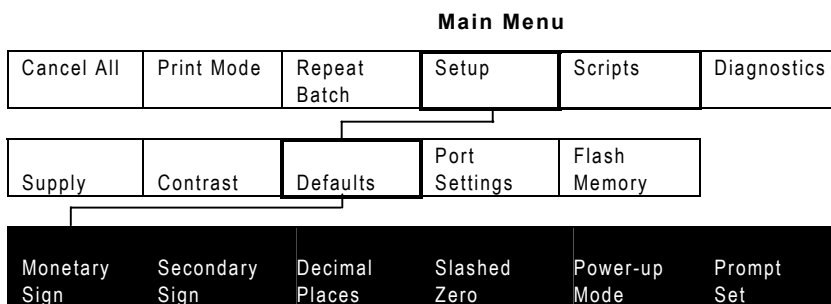 Main Menu
Cancel All Print Mode Repeat Setup Scripts Diagnostics
Batch
Port Flash
Supply Contrast Defaults Settings Memory
Monetary Secondary Decimal Slashed Power-up Prompt
Sign Sign Places Zero Mode Set